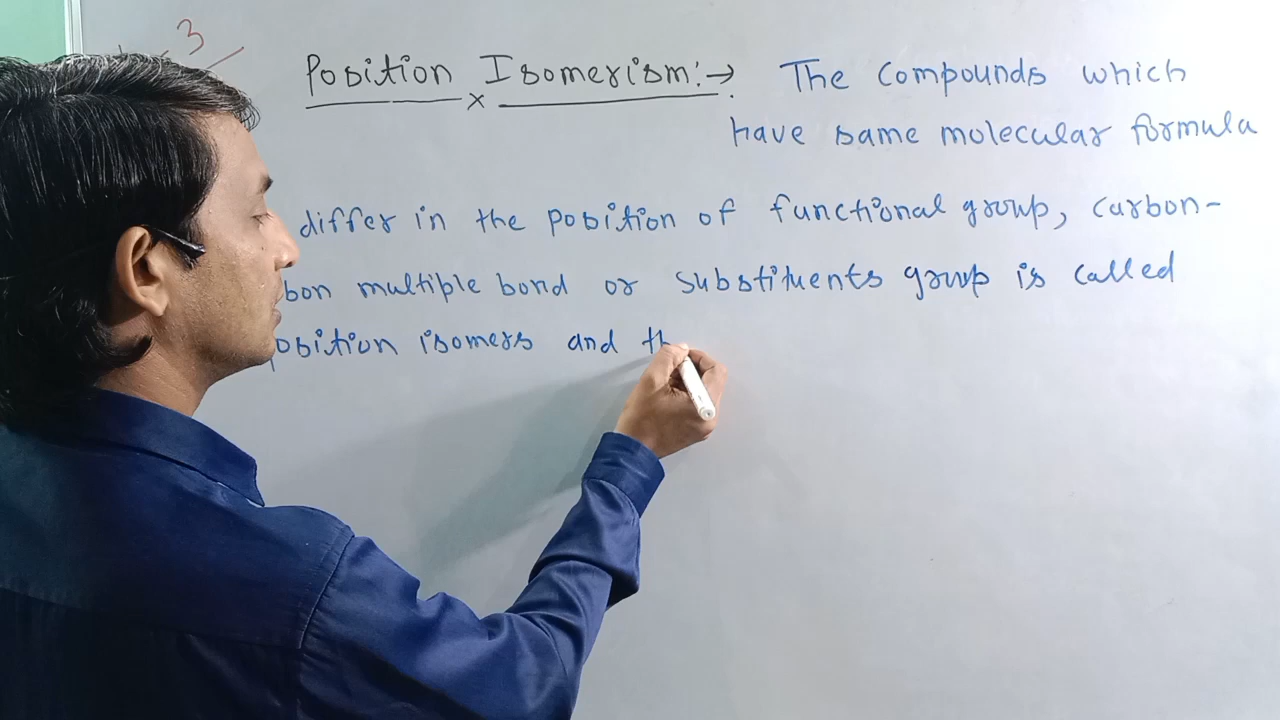 3
Position Isomerism:→ The compounds which
have same molecular formula
differ in the position of functional group, carbon-
bon multiple bond or substituents group is called
position isomers and th